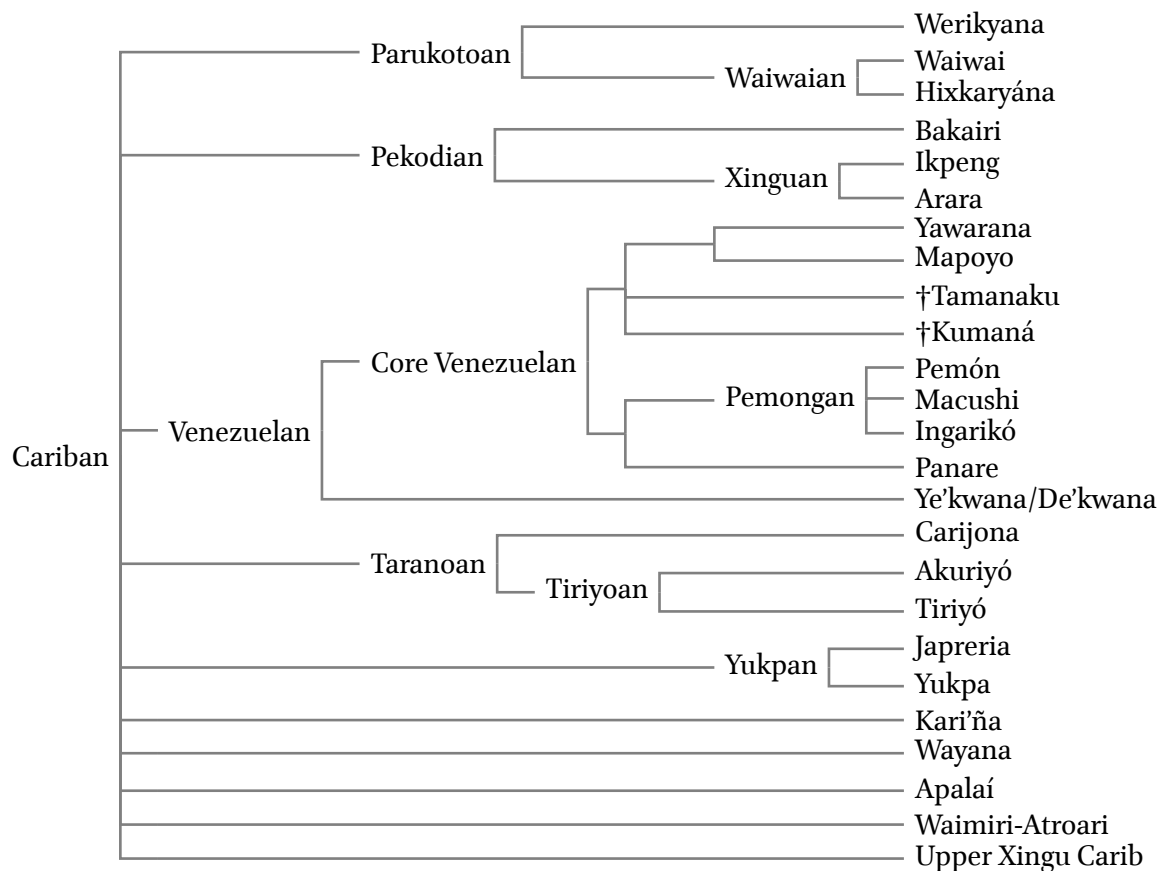 Werikyana
Parukotoan
Waiwai
Waiwaian
Hixkaryána
Bakairi
Pekodian
Ikpeng
Xinguan
Arara
Yawarana
Mapoyo
†Tamanaku
†Kumaná
Core Venezuelan
Pemón
Pemongan
Macushi
Ingarikó
Venezuelan
Cariban
Panare
Ye’kwana/De’kwana
Carijona
Taranoan
Akuriyó
Tiriyoan
Tiriyó
Japreria
Yukpan
Yukpa
Kari’ña
Wayana
Apalaí
Waimiri-Atroari
Upper Xingu Carib